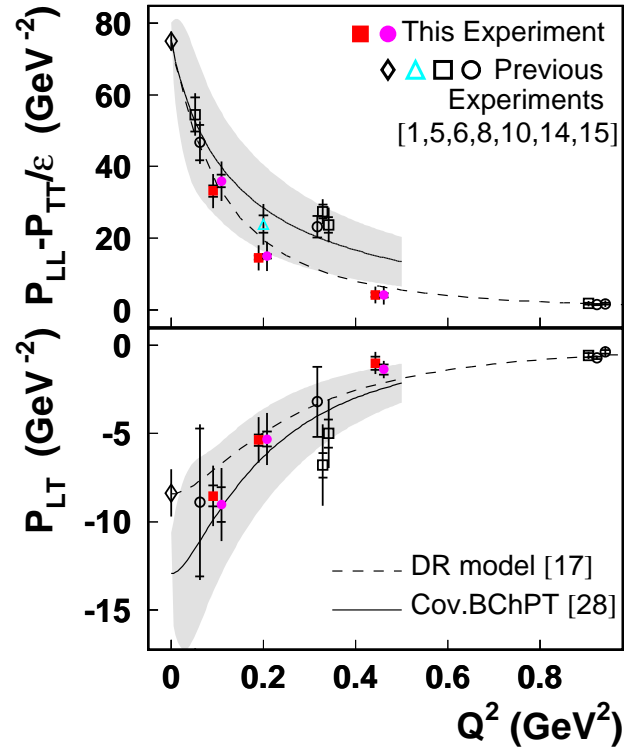 This Experiment
Previous
Experiments
[1,5,6,8,10,14,15]
P_LL-P_TT/ε (GeV^-2)
80
60
40
20
0
P_LT (GeV^-2)
0
-5
-10
-15
DR model [17]
Cov.BChPT [28]
0 0.2 0.4 0.6 0.8
Q^2 (GeV^2)